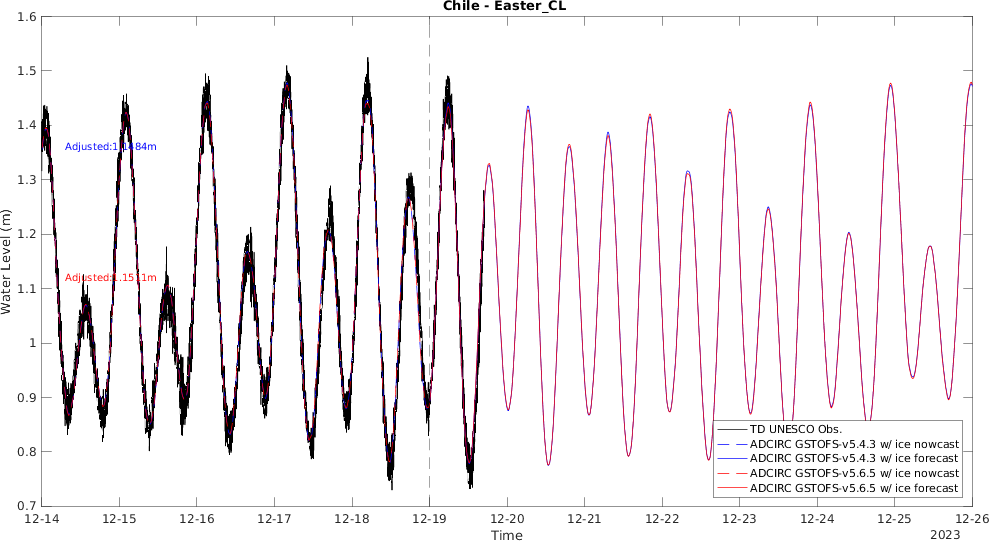 Chile - Easter_CL
Water Level (m)
1.6
1.5
1.4
1.3
1.2
1.1
1
0.9
0.8
0.7
Adjusted:1.1484m
Adjusted:1.1511m
TD UNESCO Obs.
ADCIRC GSTOFS-v5.4.3 w/ ice nowcast
ADCIRC GSTOFS-v5.4.3 w/ ice forecast
ADCIRC GSTOFS-v5.6.5 w/ ice nowcast
ADCIRC GSTOFS-v5.6.5 w/ ice forecast
12-14 12-15 12-16 12-17 12-18 12-19 12-20 12-21 12-22 12-23 12-24 12-25 12-26
Time
2023